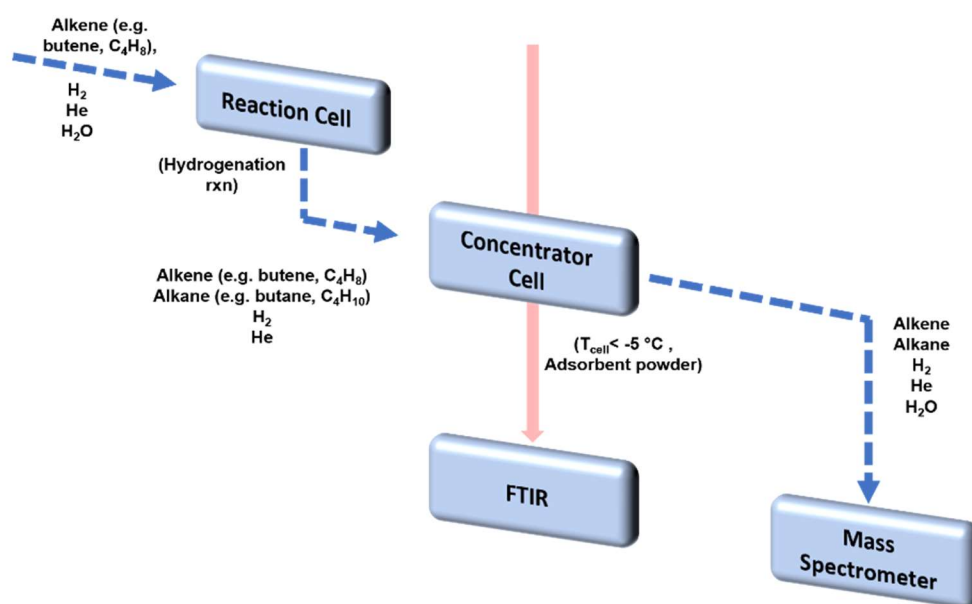 Alkene (e.g.
butene, C₄H₈),
H₂
He
H₂O
Reaction Cell
(Hydrogenation
rxn)
Alkene (e.g. butene, C₄H₈)
Alkane (e.g. butane, C₄H₁₀)
H₂
He
Concentrator
Cell
(T_cell< -5 °C ,
Adsorbent powder)
Alkene
Alkane
H₂
He
H₂O
FTIR
Mass
Spectrometer